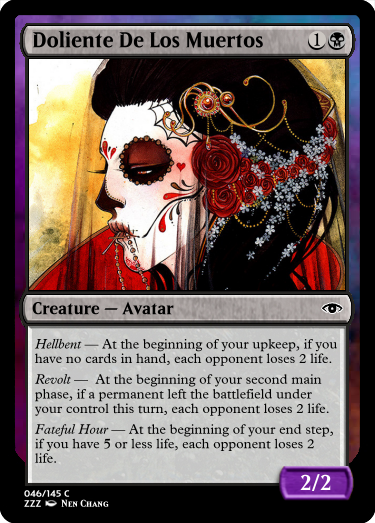 Doliente De Los Muertos 1
Creature — Avatar
Hellbent — At the beginning of your upkeep, if you
have no cards in hand, each opponent loses 2 life.
Revolt — At the beginning of your second main
phase, if a permanent left the battlefield under
your control this turn, each opponent loses 2 life.
Fateful Hour — At the beginning of your end step,
if you have 5 or less life, each opponent loses 2
life.
2/2
046/145 C
ZZZ Nen Chang